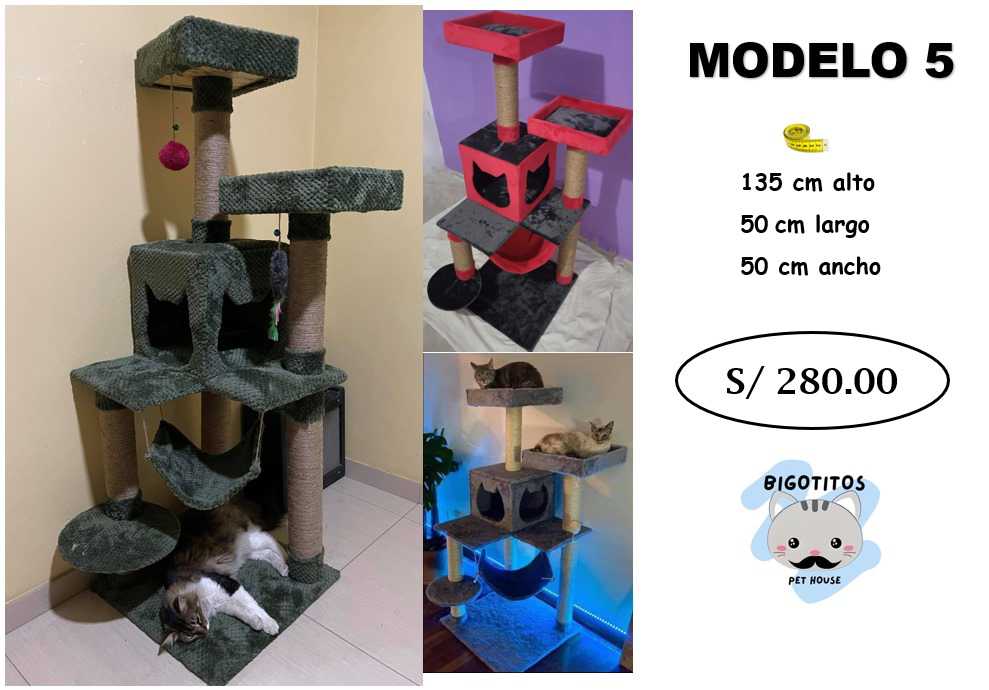 MODELO 5
135 cm alto
50 cm largo
50 cm ancho
S/ 280.00
BIGOTITOS
PET HOUSE